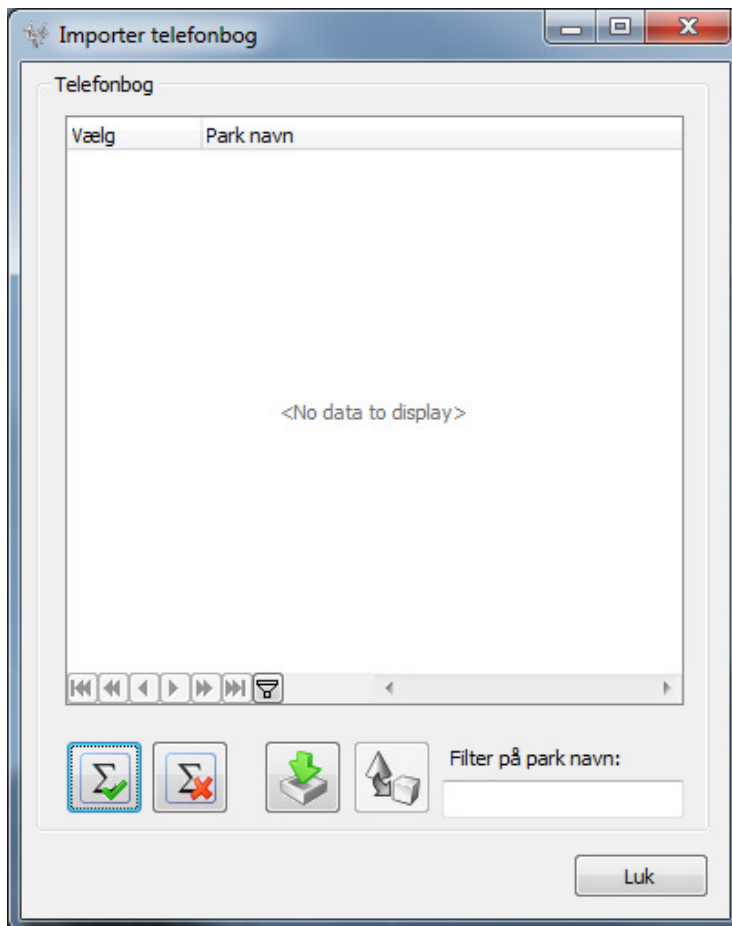 Importer telefonbog
Telefonbog
Vælg Park navn
<No data to display>
Filter på park navn:
Luk